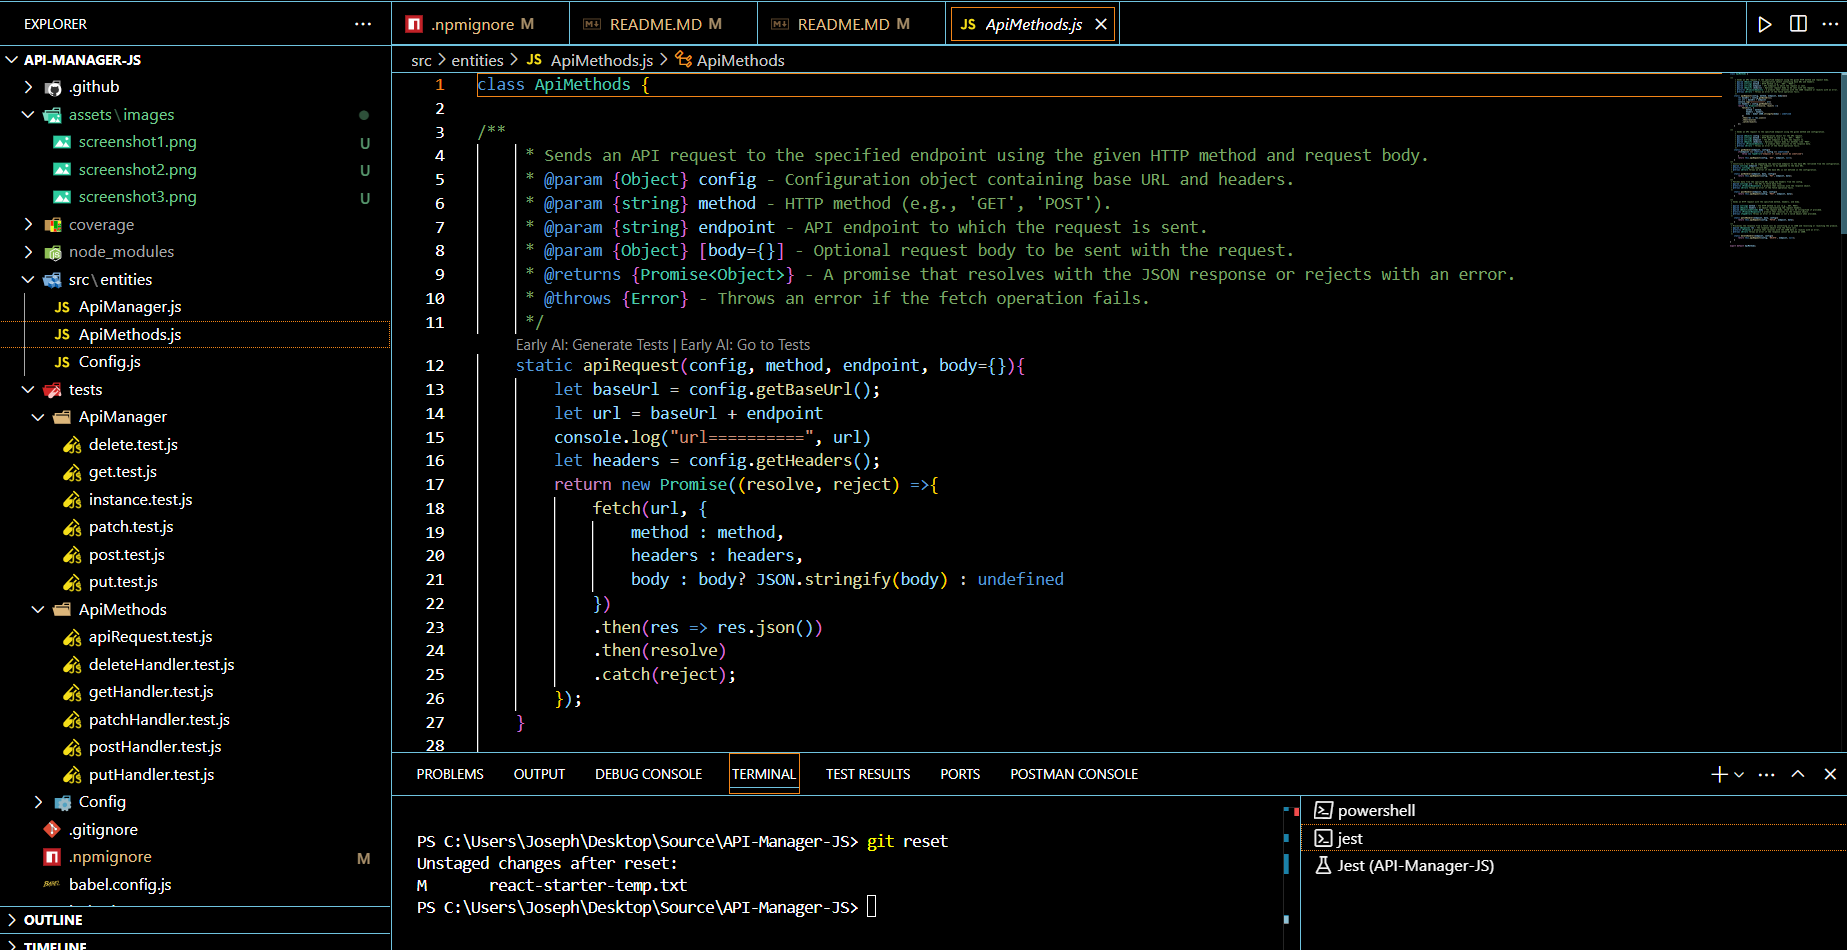 EXPLORER
API-MANAGER-JS
.github
assets\images
screenshot1.png U
screenshot2.png U
screenshot3.png U
coverage
node_modules
src\entities
JS ApiManager.js
JS ApiMethods.js
JS Config.js
tests
ApiManager
delete.test.js
get.test.js
instance.test.js
patch.test.js
post.test.js
put.test.js
ApiMethods
apiRequest.test.js
deleteHandler.test.js
getHandler.test.js
patchHandler.test.js
postHandler.test.js
putHandler.test.js
Config
.gitignore
.npmignore M
babel.config.js
OUTLINE
TIMELINE
.npmignore M
README.MD M
README.MD M
JS ApiMethods.js
src > entities > JS ApiMethods.js > ApiMethods
1 class ApiMethods {
2
3 /**
4 * Sends an API request to the specified endpoint using the given HTTP method and request body.
5 * @param {Object} config - Configuration object containing base URL and headers.
6 * @param {string} method - HTTP method (e.g., 'GET', 'POST').
7 * @param {string} endpoint - API endpoint to which the request is sent.
8 * @param {Object} [body={}] - Optional request body to be sent with the request.
9 * @returns {Promise<Object>} - A promise that resolves with the JSON response or rejects with an error.
10 * @throws {Error} - Throws an error if the fetch operation fails.
11 */
Early AI: Generate Tests | Early AI: Go to Tests
12 static apiRequest(config, method, endpoint, body={}){
13 let baseUrl = config.getBaseUrl();
14 let url = baseUrl + endpoint
15 console.log("url==========", url)
16 let headers = config.getHeaders();
17 return new Promise((resolve, reject) =>{
18 fetch(url, {
19 method : method,
20 headers : headers,
21 body : body? JSON.stringify(body) : undefined
22 })
23 .then(res => res.json())
24 .then(resolve)
25 .catch(reject);
26 });
27 }
28
PROBLEMS OUTPUT DEBUG CONSOLE TERMINAL TEST RESULTS PORTS POSTMAN CONSOLE
PS C:\Users\Joseph\Desktop\Source\API-Manager-JS> git reset
Unstaged changes after reset:
M react-starter-temp.txt
PS C:\Users\Joseph\Desktop\Source\API-Manager-JS>
powershell
jest
Jest (API-Manager-JS)